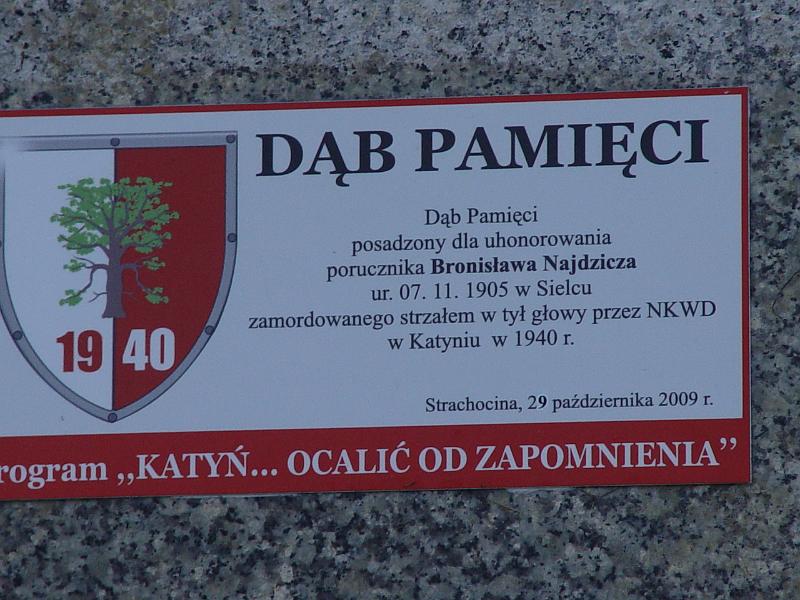 DĄB PAMIĘCI
Dąb Pamięci
posadzony dla uhonorowania
porucznika Bronisława Najdzicza
ur. 07. 11. 1905 w Sielcu
zamordowanego strzałem w tył głowy przez NKWD
w Katyniu w 1940 r.
19 40
Strachocina, 29 października 2009 r.
rogram „KATYŃ... OCALIĆ OD ZAPOMNIENIA”